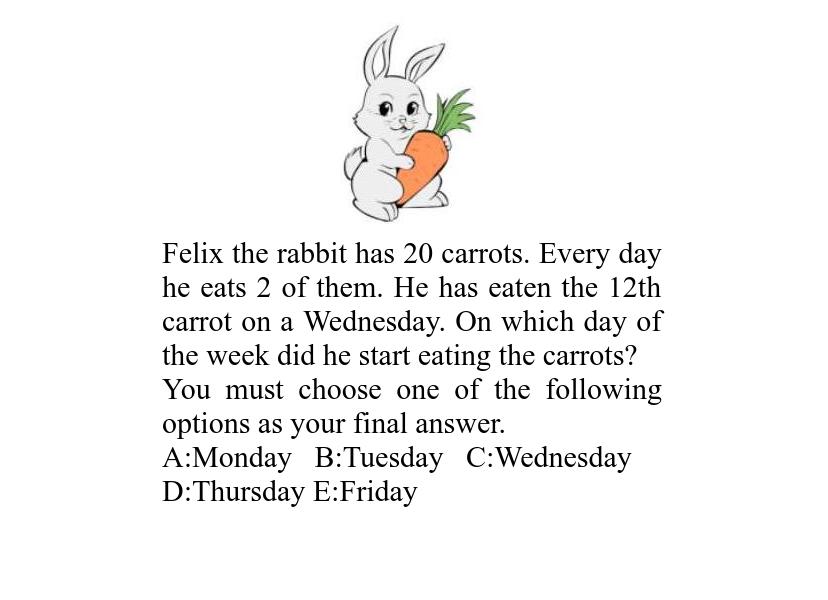 Felix the rabbit has 20 carrots. Every day
he eats 2 of them. He has eaten the 12th
carrot on a Wednesday. On which day of
the week did he start eating the carrots?
You must choose one of the following
options as your final answer.
A:Monday B:Tuesday C:Wednesday
D:Thursday E:Friday